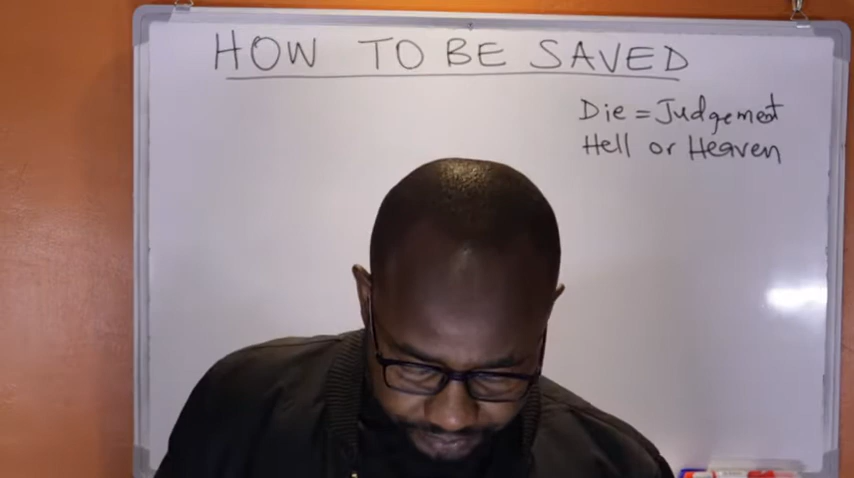 HOW TO BE SAVED
Die = Judgement
Hell or Heaven